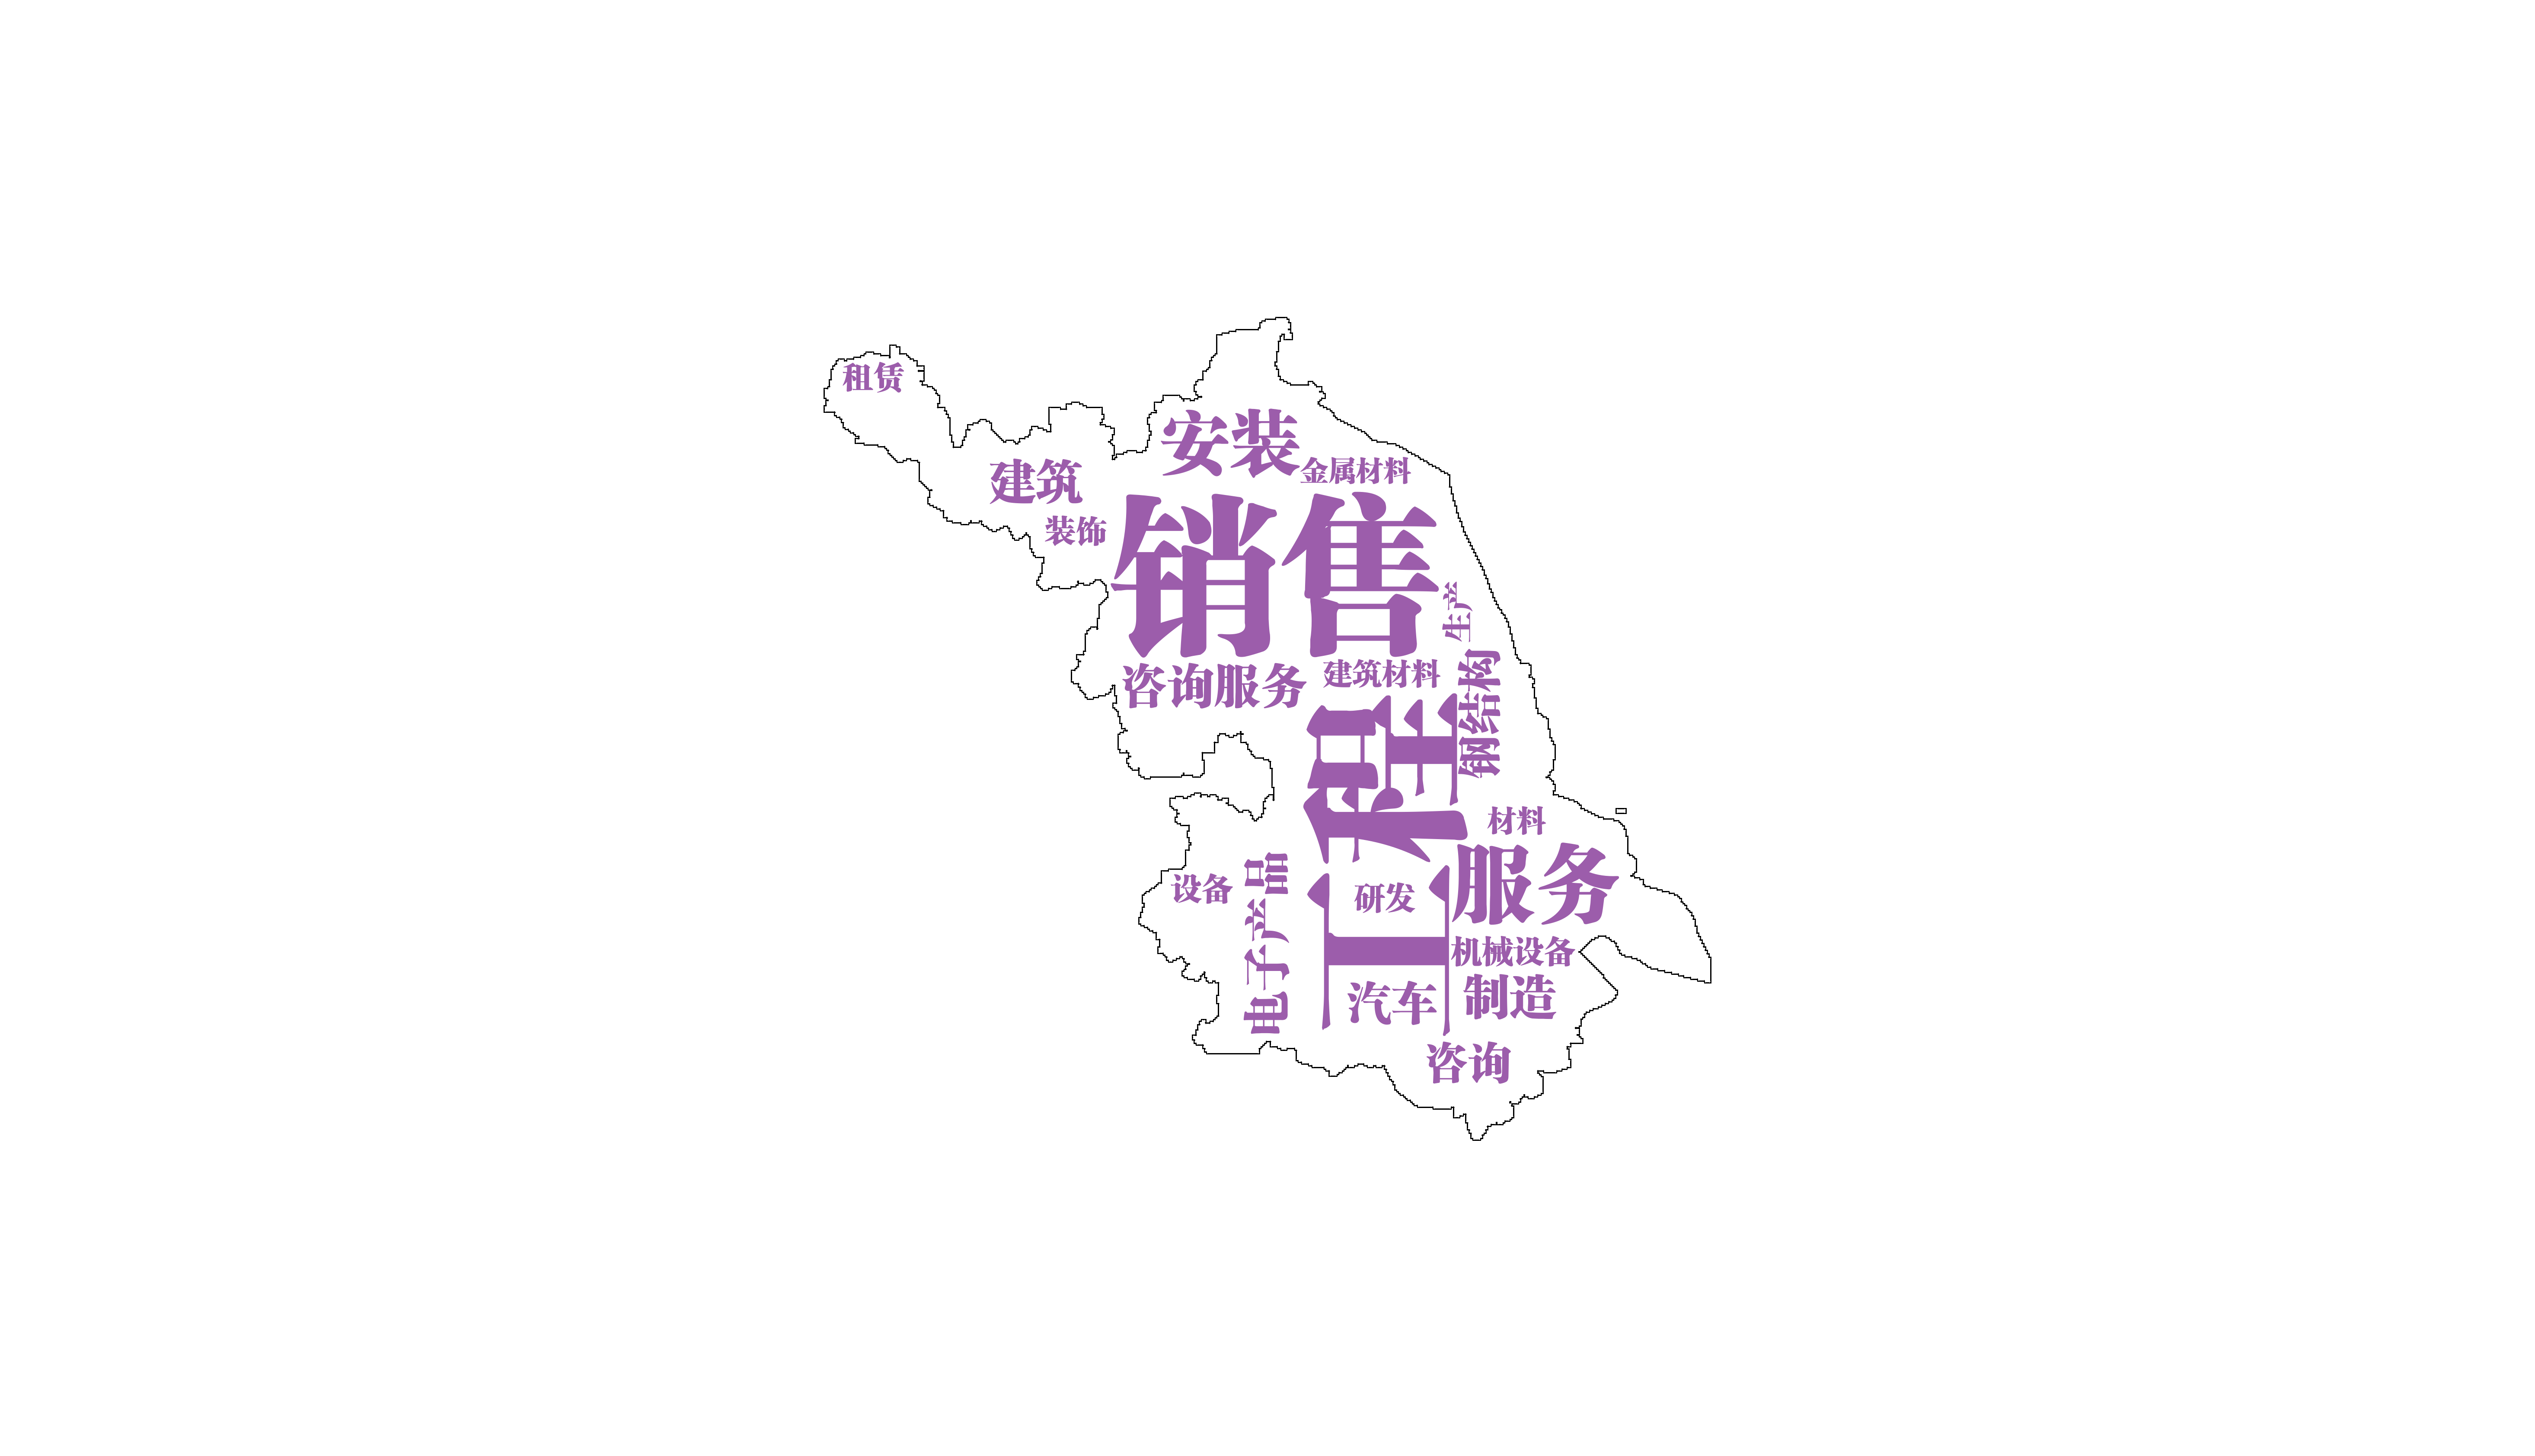 租赁
安装
金属材料
建筑
装饰
销售
生产
咨询服务
建筑材料
钢结构
工程
材料
服务
设备
电子产品
研发
机械设备
汽车
制造
咨询